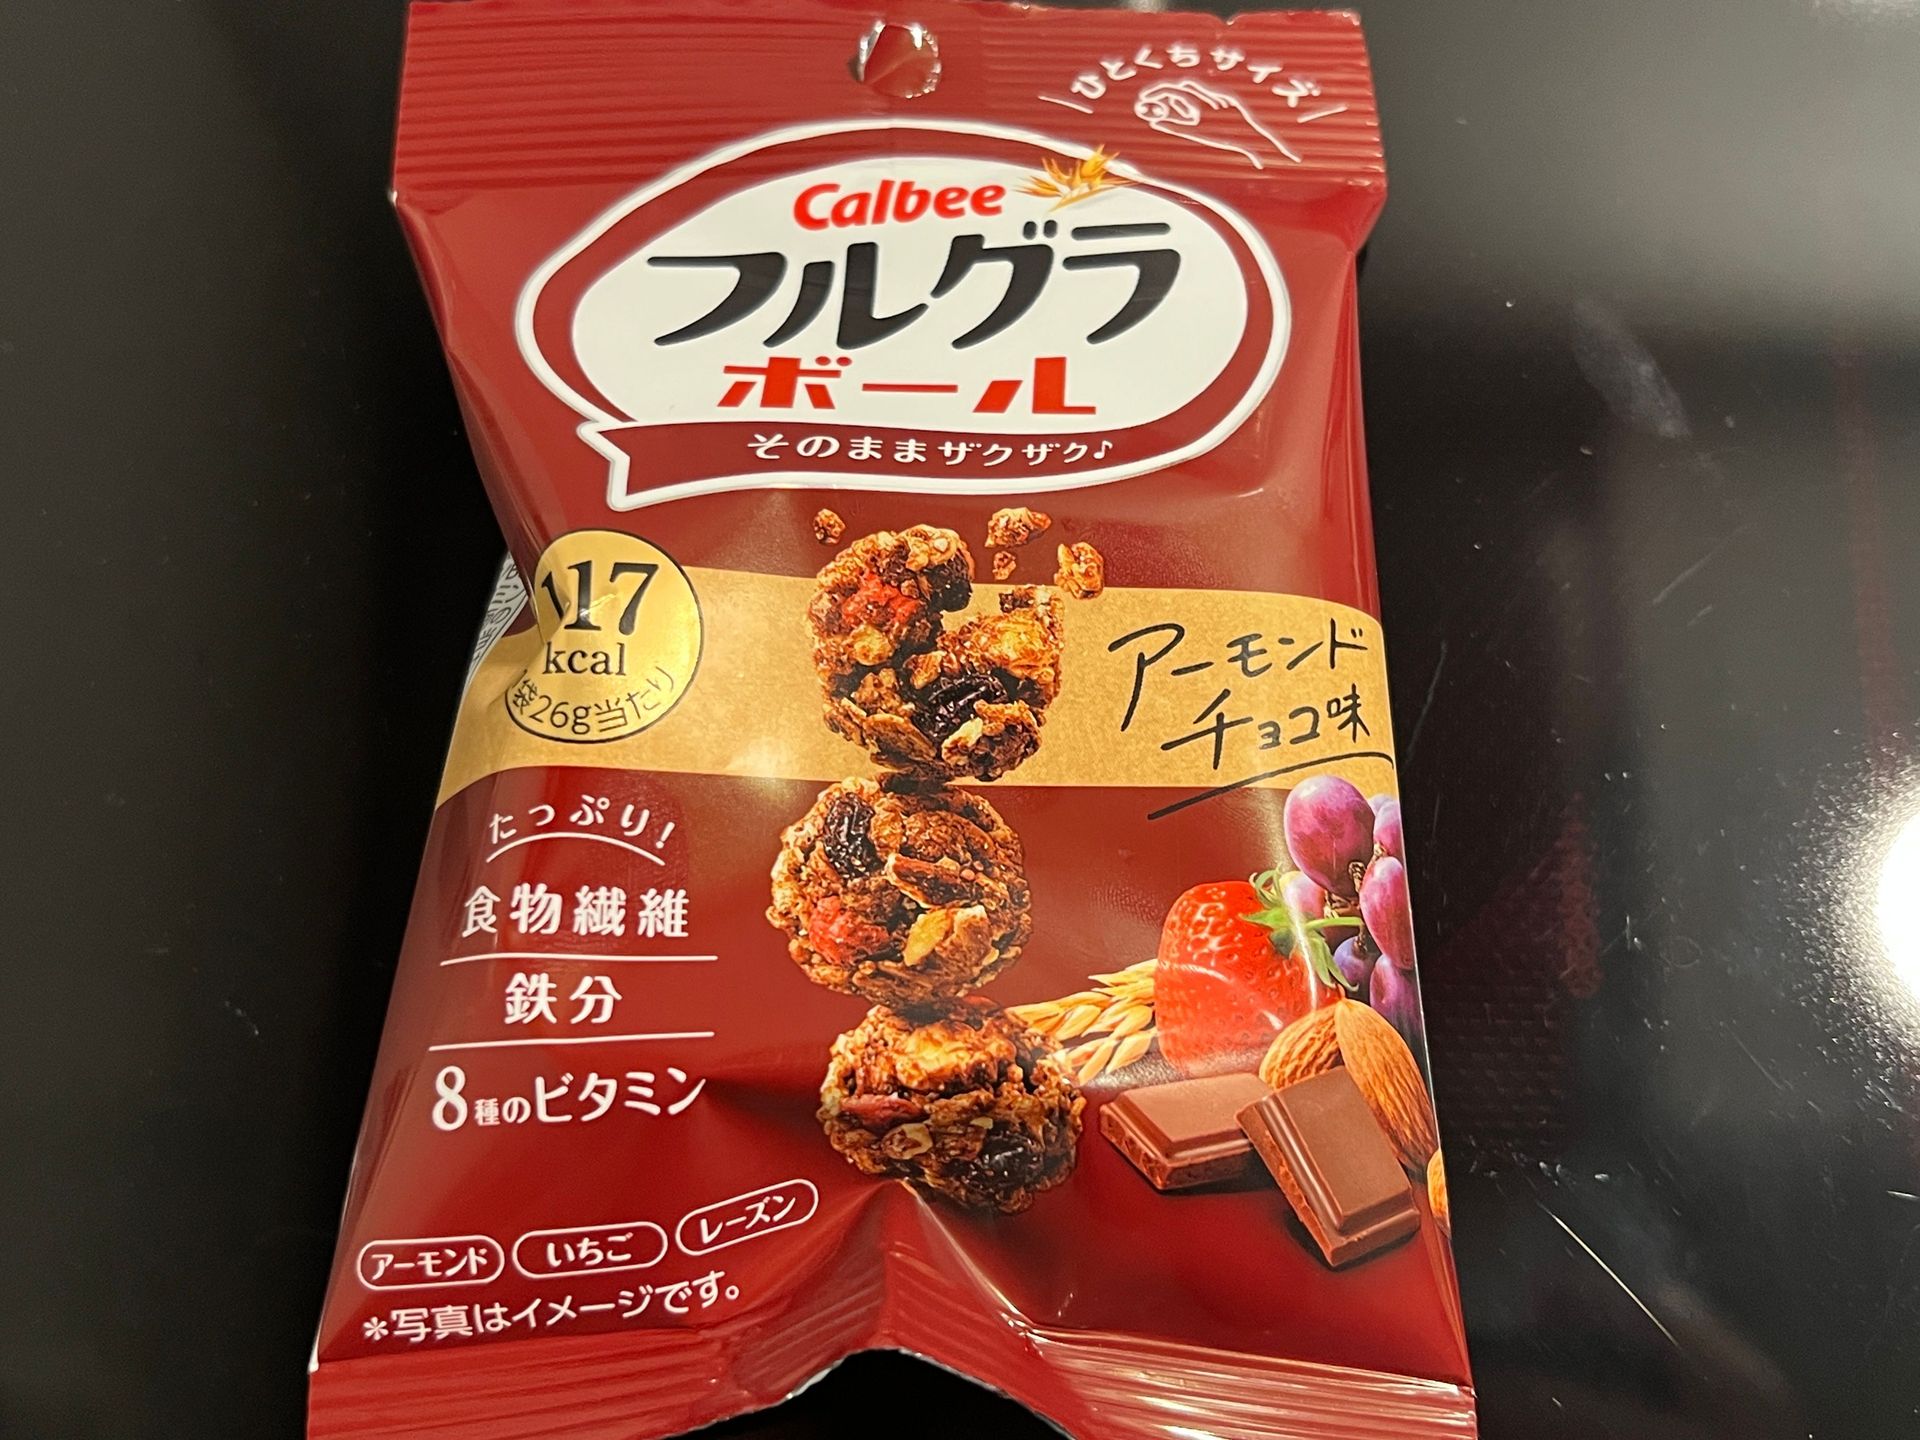 ひとくちサイズ
Calbee
フルグラ
ボール
そのままザクザク♪
117
kcal
袋26g当たり
アーモンド
チョコ味
たっぷり!
食物繊維
鉄分
8種のビタミン
アーモンド いちご レーズン
*写真はイメージです。